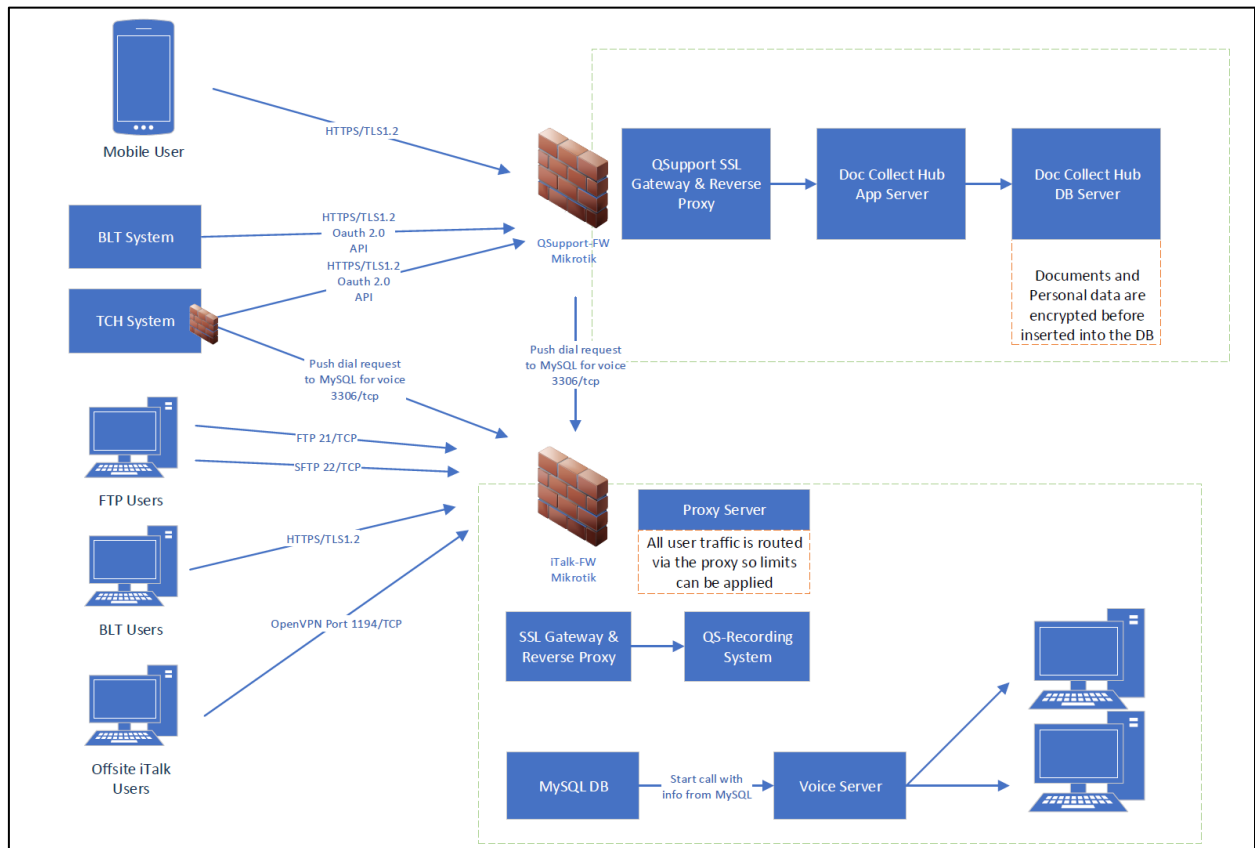 Mobile User
HTTPS/TLS1.2
BLT System
HTTPS/TLS1.2
Oauth 2.0
API
HTTPS/TLS1.2
Oauth 2.0
API
TCH System
QSupport-FW
Mikrotik
QSupport SSL
Gateway & Reverse
Proxy
Doc Collect Hub
App Server
Doc Collect Hub
DB Server
Documents and
Personal data are
encrypted before
inserted into the DB
Push dial request
to MySQL for voice
3306/tcp
Push dial request
to MySQL for voice
3306/tcp
FTP 21/TCP
SFTP 22/TCP
FTP Users
HTTPS/TLS1.2
BLT Users
OpenVPN Port 1194/TCP
Offsite iTalk
Users
iTalk-FW
Mikrotik
Proxy Server
All user traffic is routed
via the proxy so limits
can be applied
SSL Gateway &
Reverse Proxy
QS-Recording
System
MySQL DB
Start call with
info from MySQL
Voice Server